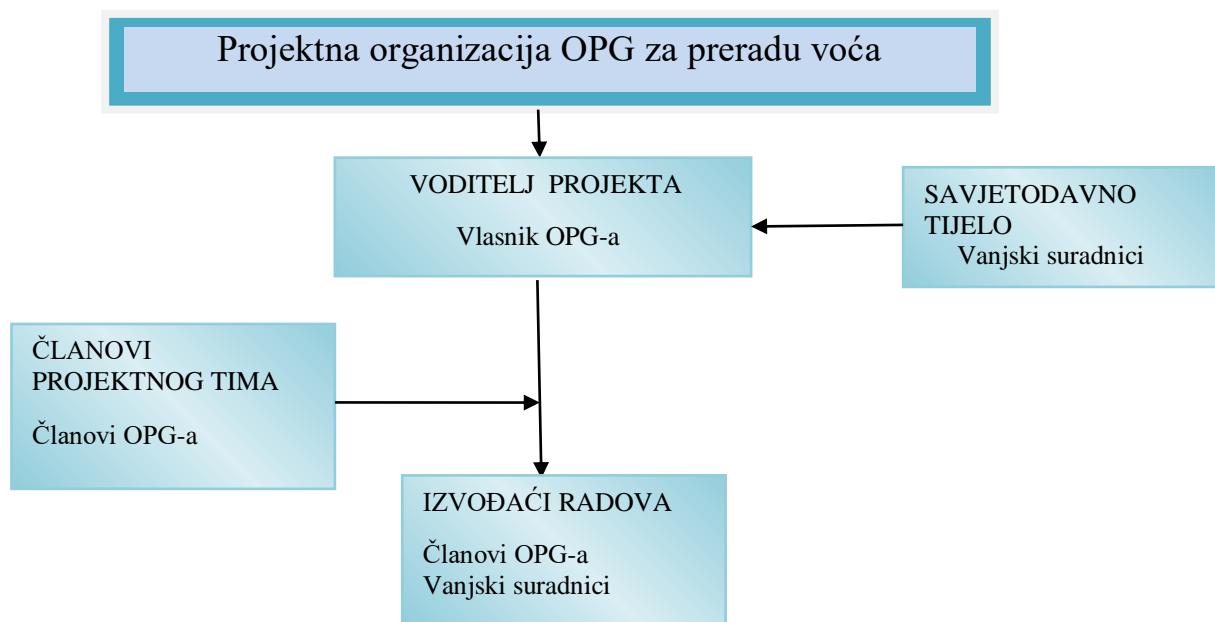 Projektna organizacija OPG za preradu voća
VODITELJ  PROJEKTA
Vlasnik OPG-a
SAVJETODAVNO
TIJELO
Vanjski suradnici
ČLANOVI
PROJEKTNOG TIMA
Članovi OPG-a
IZVOĐAĆI RADOVA
Članovi OPG-a
Vanjski suradnici